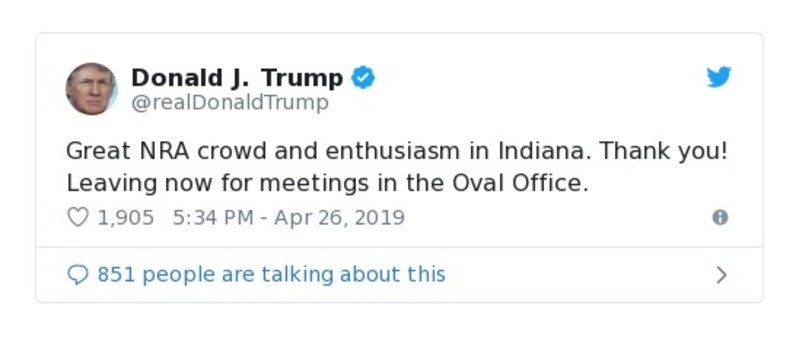 Donald J. Trump
@realDonaldTrump
Great NRA crowd and enthusiasm in Indiana. Thank you!
Leaving now for meetings in the Oval Office.
1,905 5:34 PM - Apr 26, 2019
851 people are talking about this